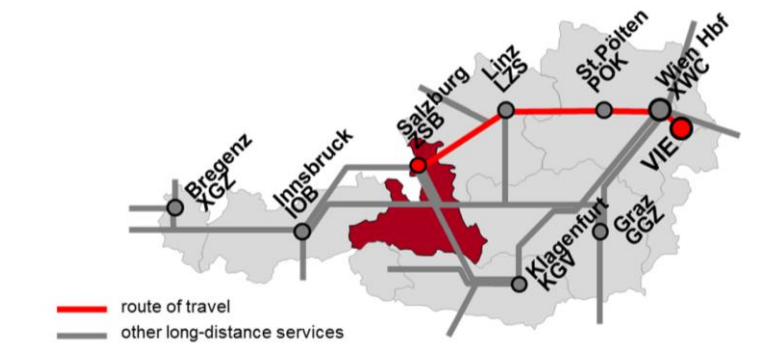 Linz
LZS
St.Pölten
POK
Wien Hbf
XWC
Salzburg
ZSB
VIE
Bregenz
XGZ
Innsbruck
IOB
Klagenfurt
KGV
Graz
GGZ
route of travel
other long-distance services